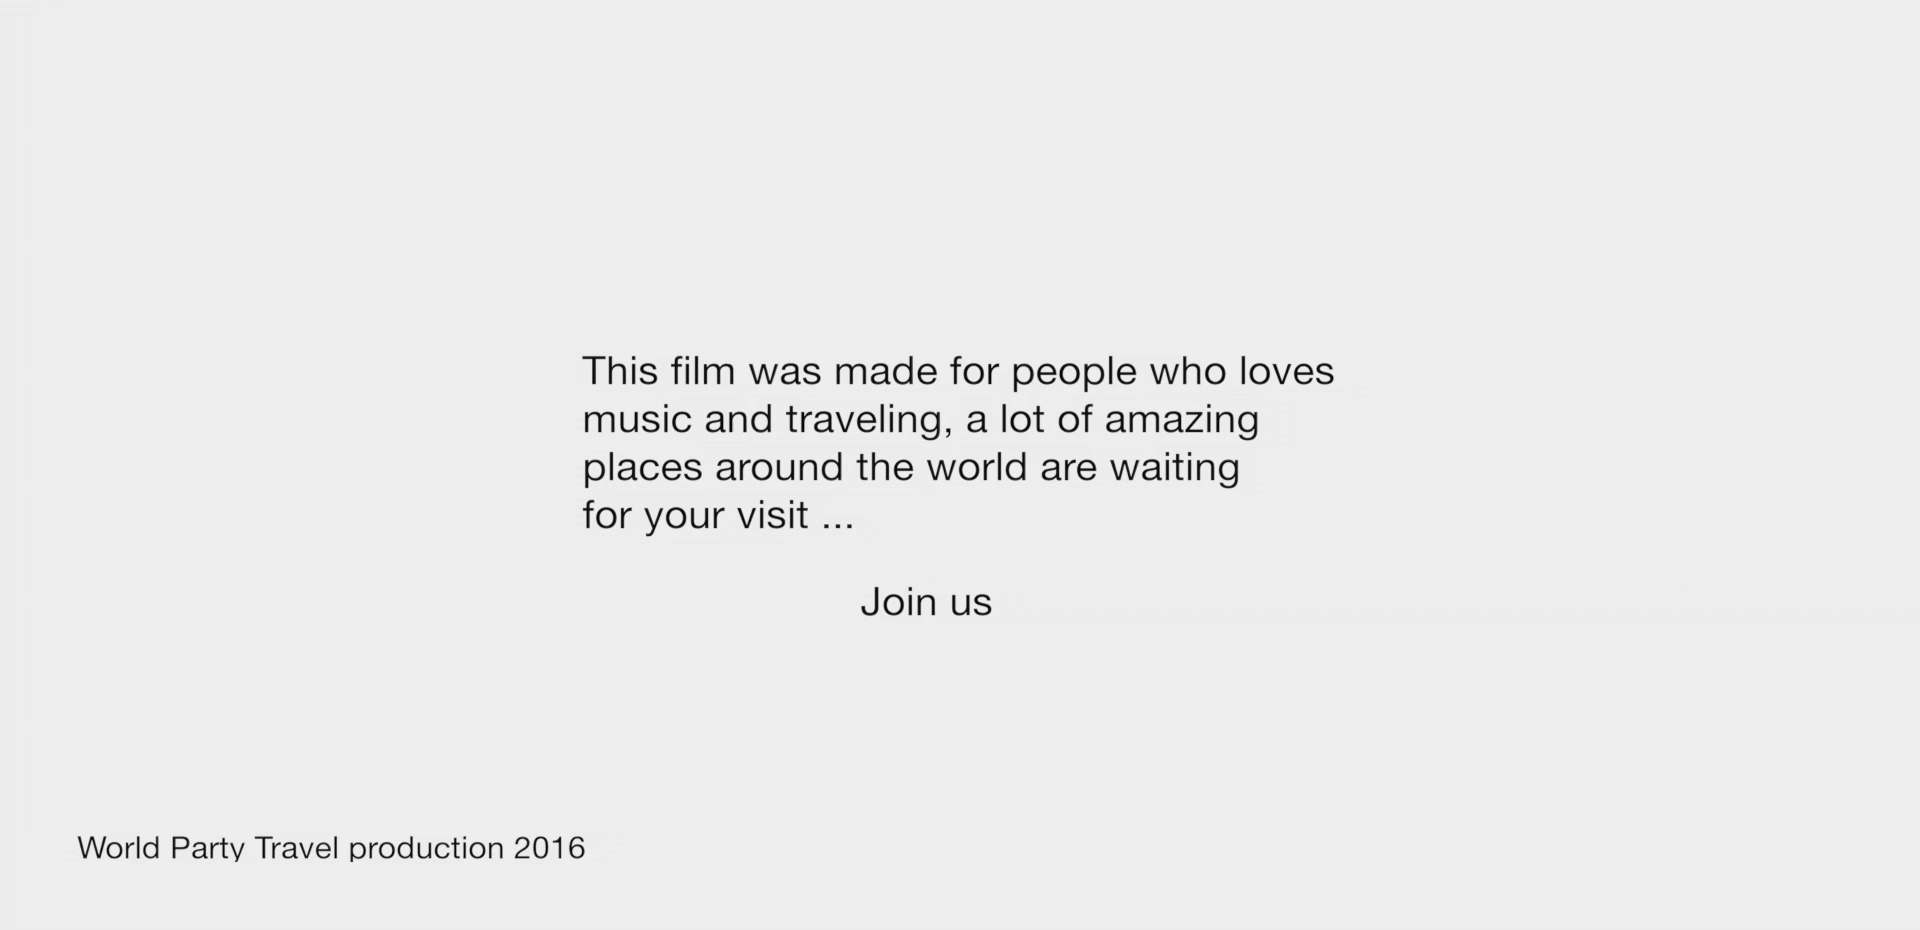 This film was made for people who loves
music and traveling, a lot of amazing
places around the world are waiting
for your visit ...
Join us
World Party Travel production 2016